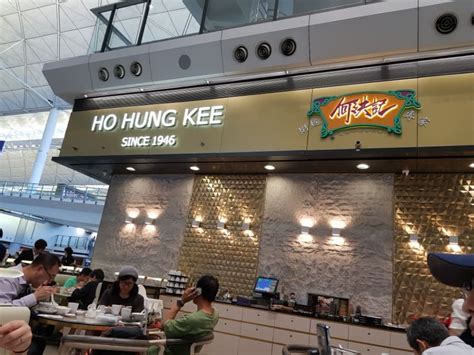 HO HUNG KEE
SINCE 1946
何洪記